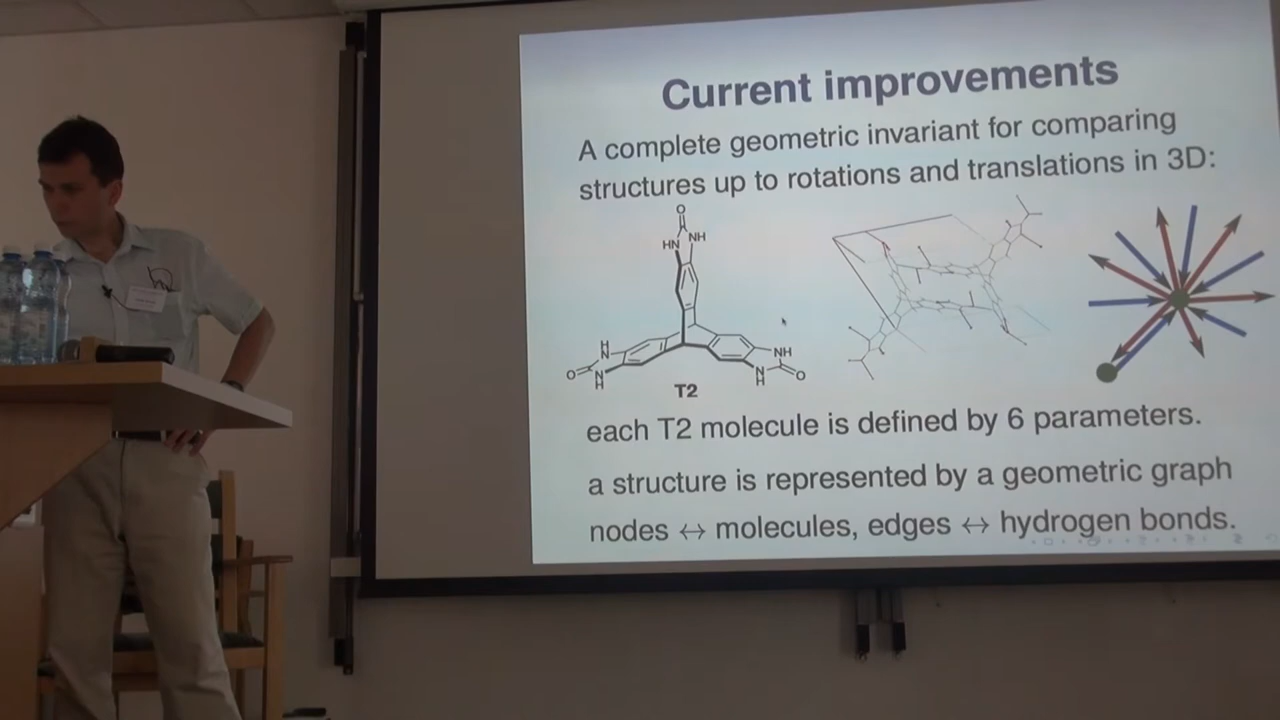 Current improvements
A complete geometric invariant for comparing
structures up to rotations and translations in 3D:
O
HN NH
H
N
O
N
H
NH
N
H
O
T2
each T2 molecule is defined by 6 parameters.
a structure is represented by a geometric graph
nodes ↔ molecules, edges ↔ hydrogen bonds.